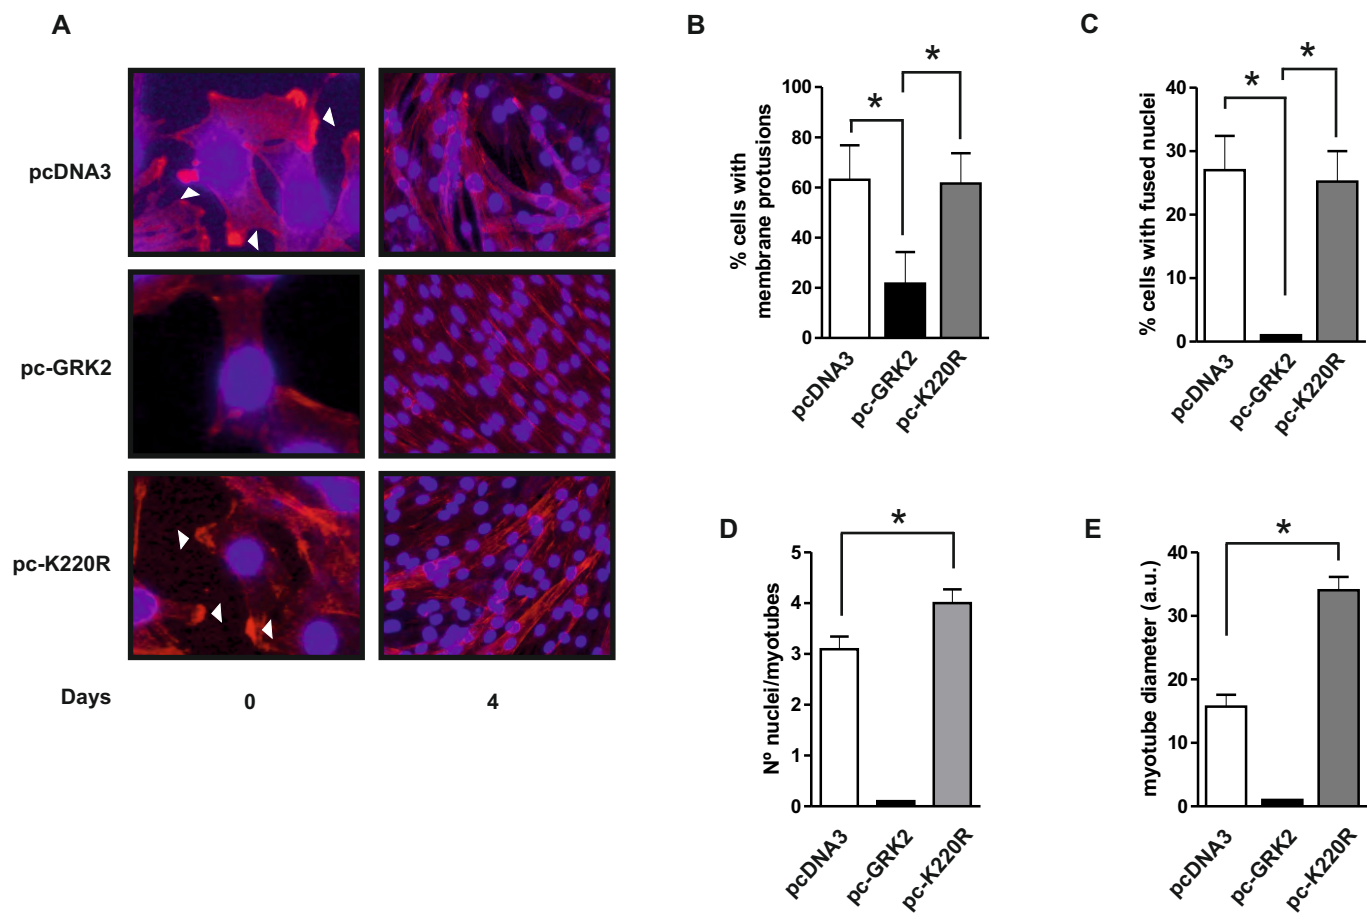 A
pcDNA3
pc-GRK2
pc-K220R
Days
0
4
B
% cells with
membrane protusions
100
80
60
40
20
0
*
*
pcDNA3
pc-GRK2
pc-K220R
C
% cells with fused nuclei
40
30
20
10
0
*
*
pcDNA3
pc-GRK2
pc-K220R
D
Nº nuclei/myotubes
5
4
3
2
1
0
*
pcDNA3
pc-GRK2
pc-K220R
E
myotube diameter (a.u.)
40
30
20
10
0
*
pcDNA3
pc-GRK2
pc-K220R